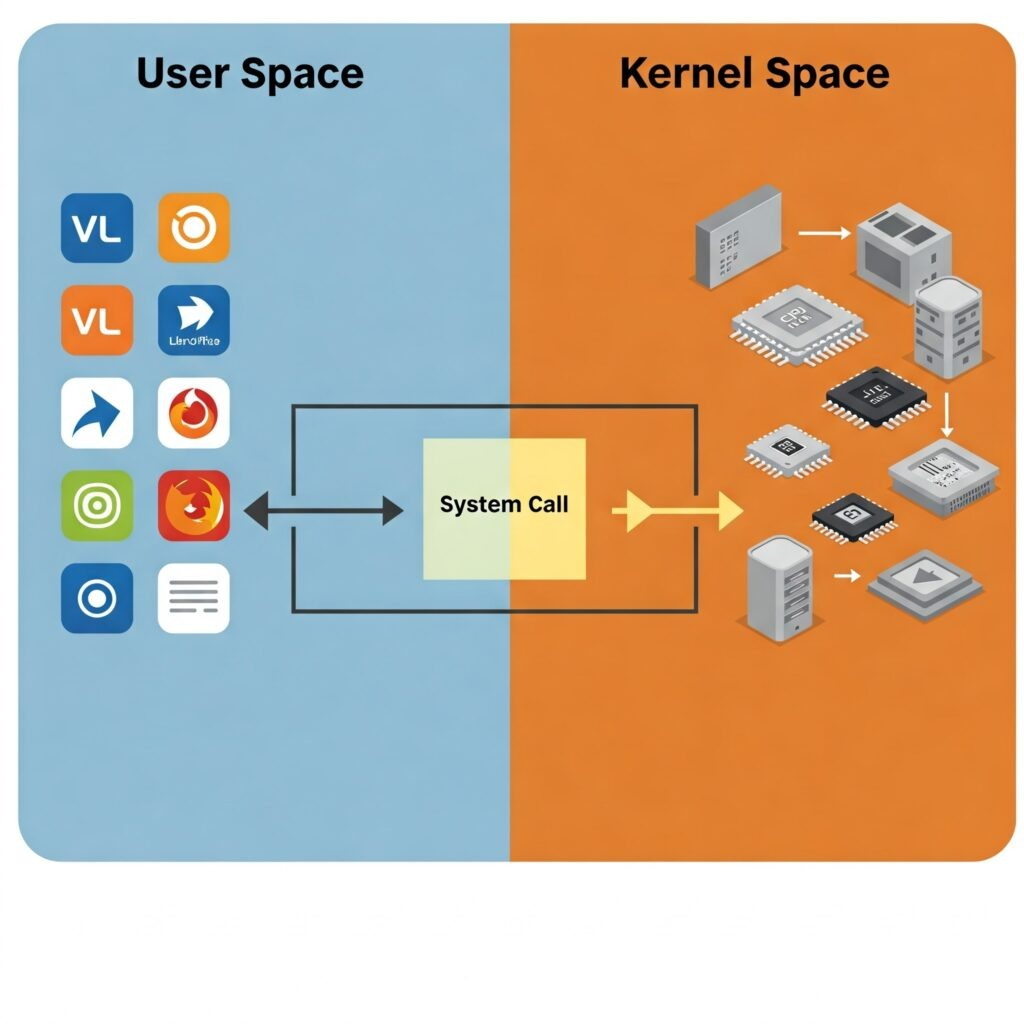 User Space
Kernel Space
VL
VL
System Call